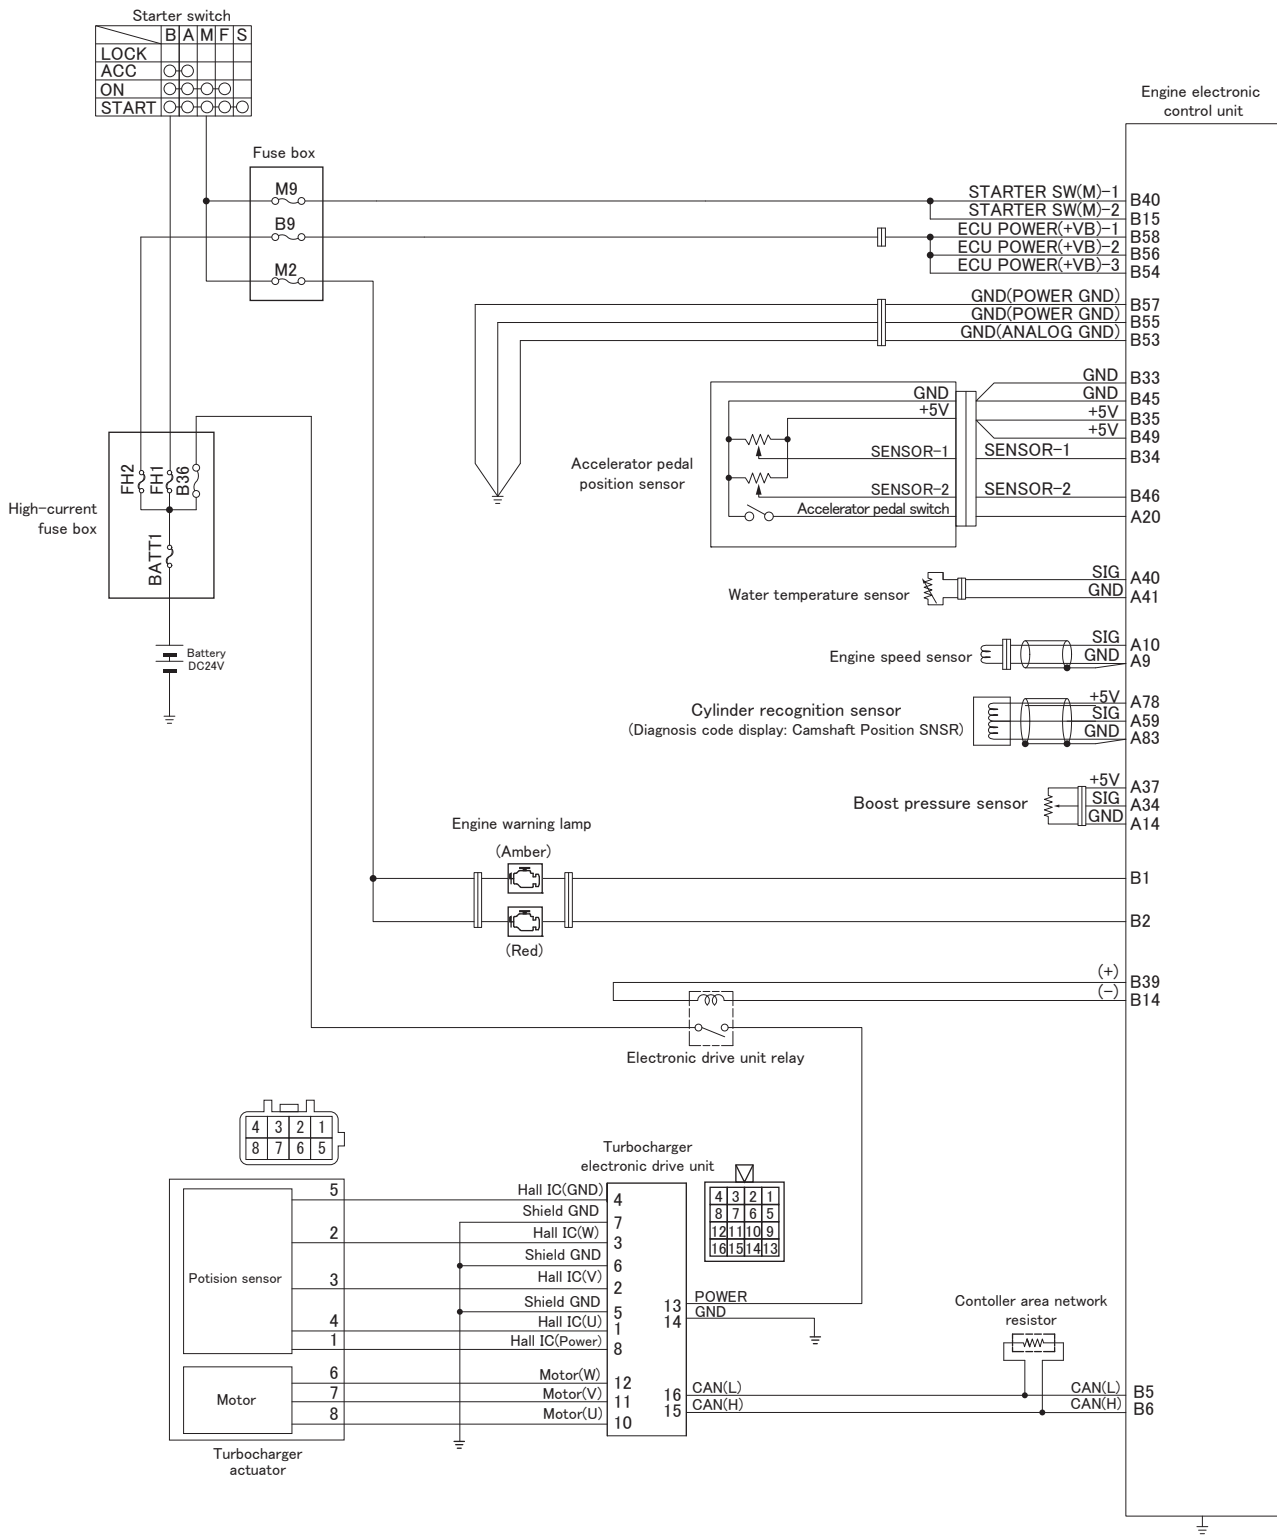 Starter switch
B A M F S
LOCK
ACC
ON
START
Engine electronic
control unit
Fuse box
M9
B9
M2
STARTER SW(M)-1 B40
STARTER SW(M)-2 B15
ECU POWER(+VB)-1 B58
ECU POWER(+VB)-2 B56
ECU POWER(+VB)-3 B54
GND(POWER GND) B57
GND(POWER GND) B55
GND(ANALOG GND) B53
GND B33
GND GND B45
+5V +5V B35
+5V B49
SENSOR-1 SENSOR-1 B34
SENSOR-2 SENSOR-2 B46
Accelerator pedal switch A20
Accelerator pedal
position sensor
High-current
fuse box
FH2
FH1
B36
BATT1
Battery
DC24V
Water temperature sensor
SIG A40
GND A41
Engine speed sensor
SIG A10
GND A9
Cylinder recognition sensor
(Diagnosis code display: Camshaft Position SNSR)
+5V A78
SIG A59
GND A83
Boost pressure sensor
+5V A37
SIG A34
GND A14
Engine warning lamp
(Amber)
B1
B2
(Red)
(+) B39
(-) B14
Electronic drive unit relay
4 3 2 1
8 7 6 5
Turbocharger
electronic drive unit
4 3 2 1
8 7 6 5
12 11 10 9
16 15 14 13
Potision sensor
5 Hall IC(GND) 4
Shield GND 7
2 Hall IC(W) 3
Shield GND 6
3 Hall IC(V) 2
Shield GND 5
4 Hall IC(U) 1
1 Hall IC(Power) 8
Motor
6 Motor(W) 12
7 Motor(V) 11
8 Motor(U) 10
Turbocharger
actuator
13 POWER
14 GND
Contoller area network
resistor
16 CAN(L) CAN(L) B5
15 CAN(H) CAN(H) B6